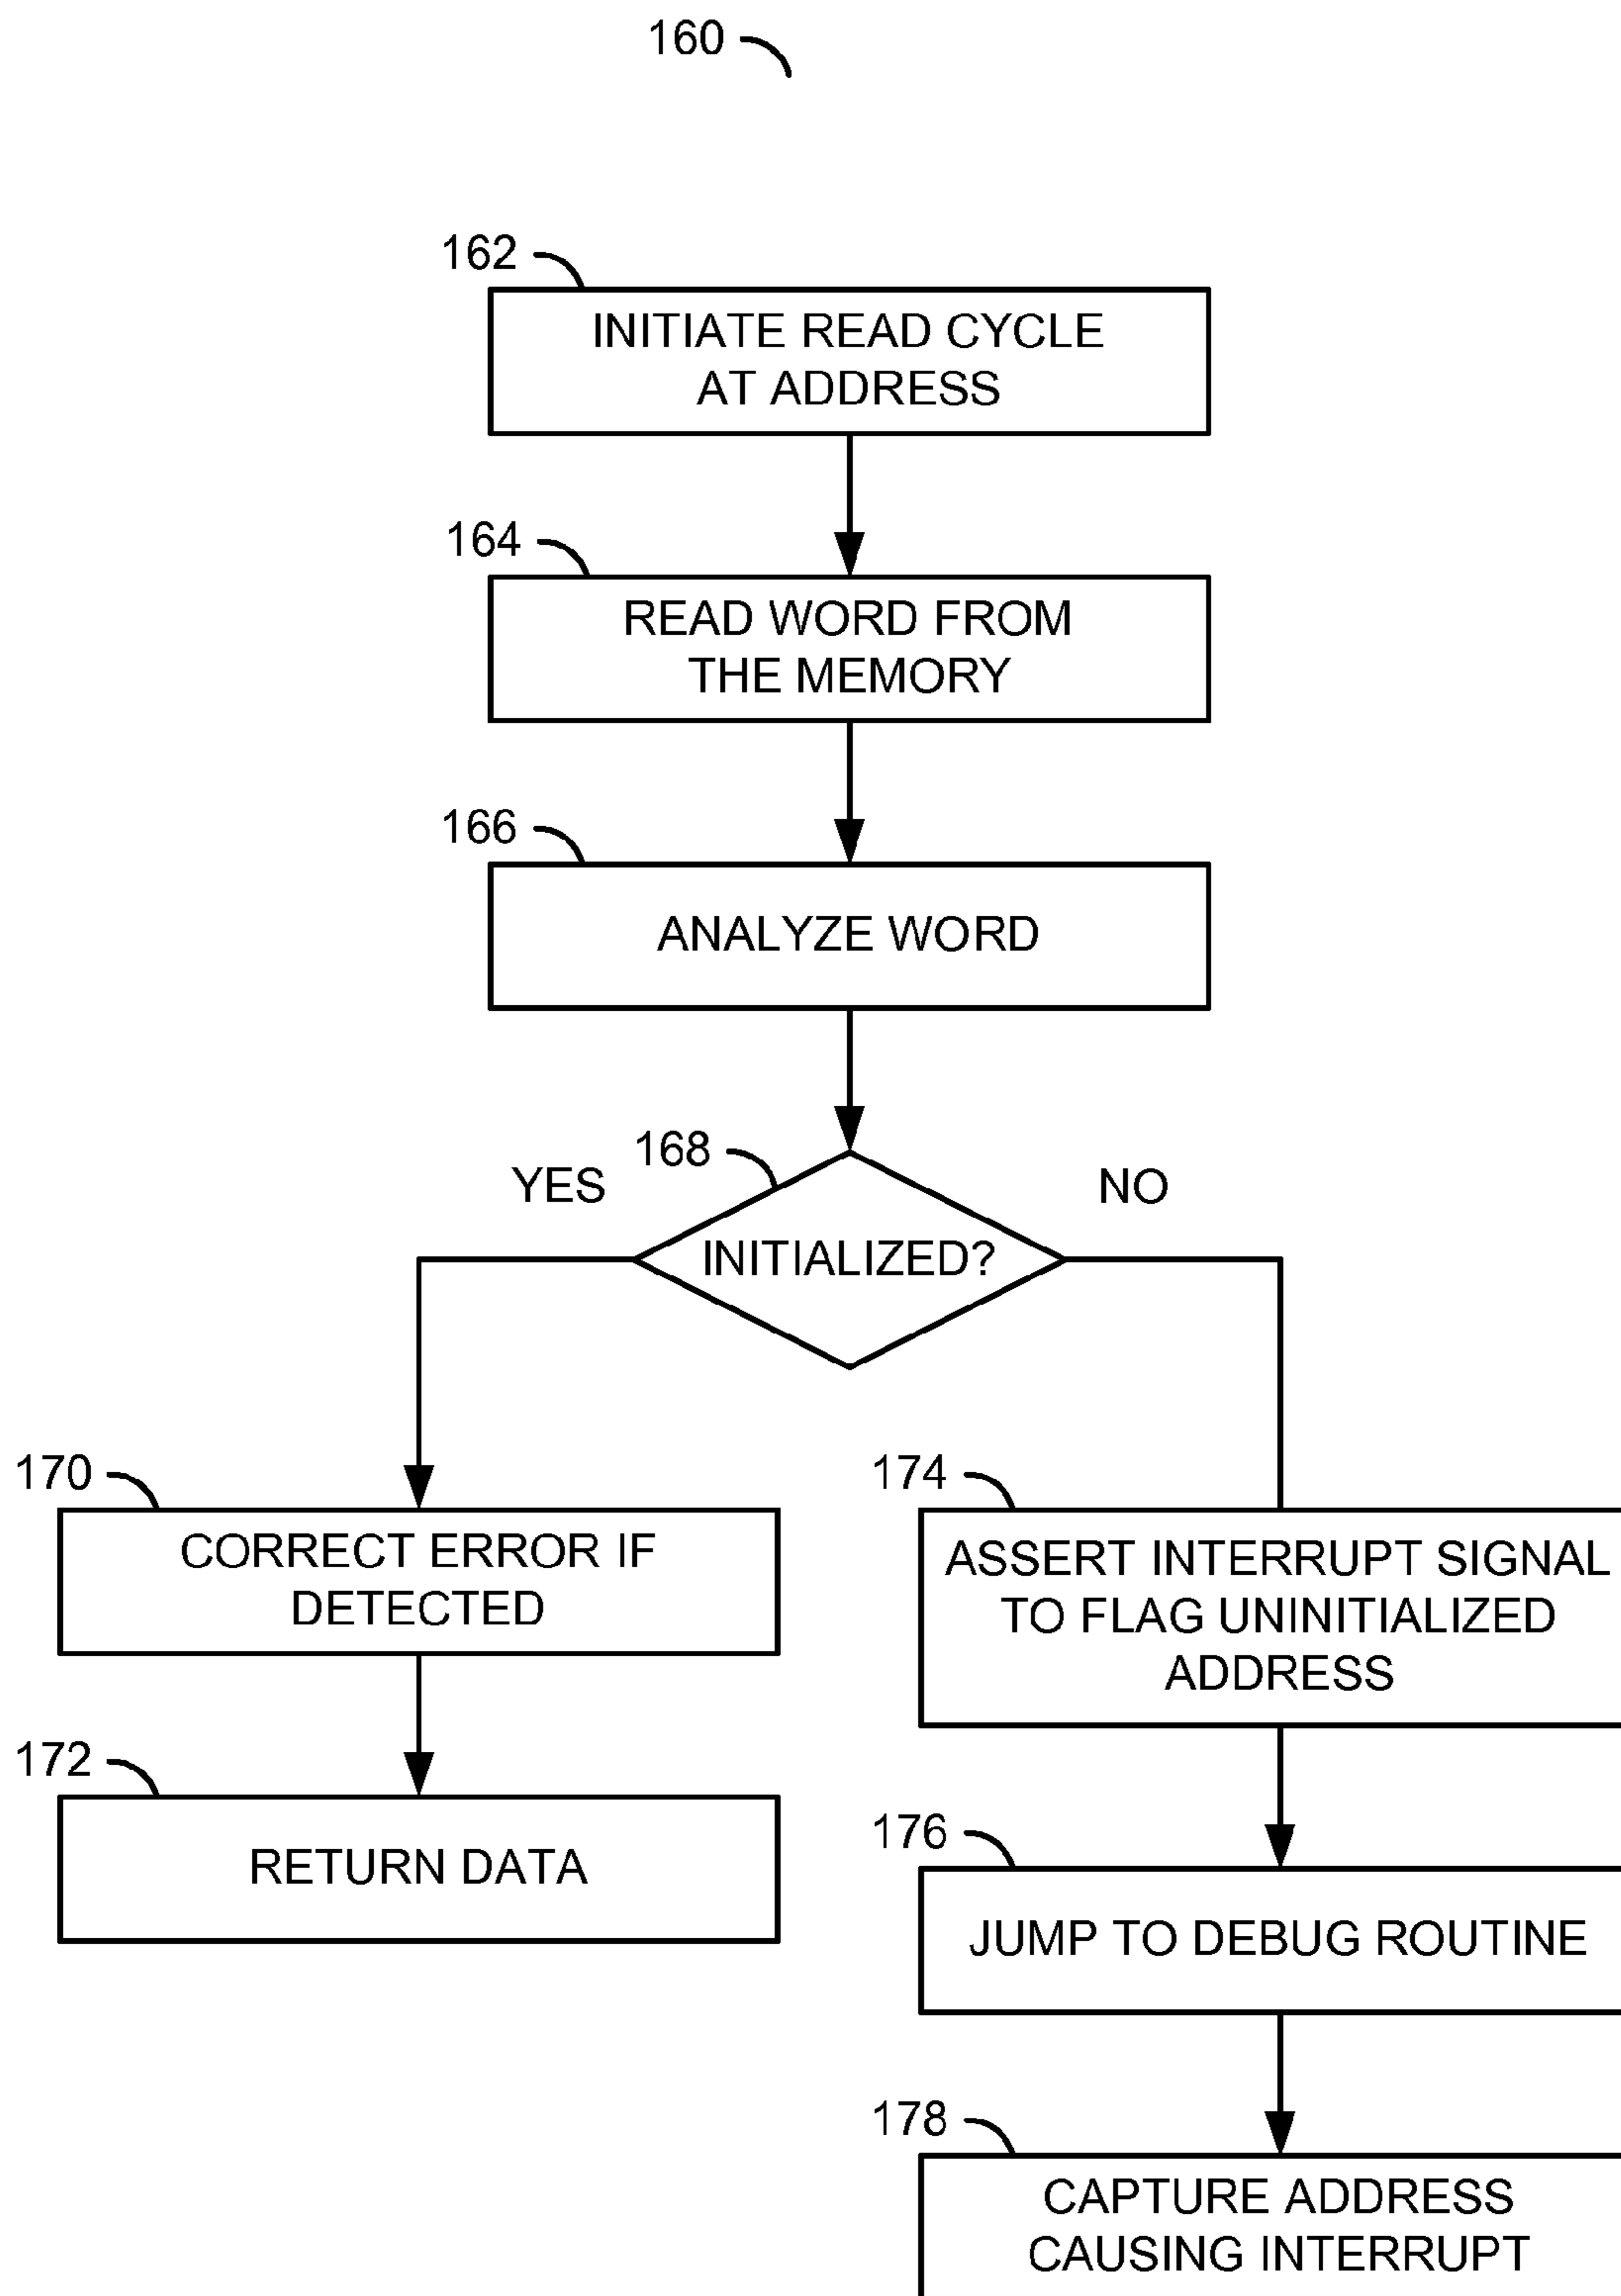 160
162
INITIATE READ CYCLE
AT ADDRESS
164
READ WORD FROM
THE MEMORY
166
ANALYZE WORD
168
YES
NO
INITIALIZED?
170
CORRECT ERROR IF
DETECTED
172
RETURN DATA
174
ASSERT INTERRUPT SIGNAL
TO FLAG UNINITIALIZED
ADDRESS
176
JUMP TO DEBUG ROUTINE
178
CAPTURE ADDRESS
CAUSING INTERRUPT